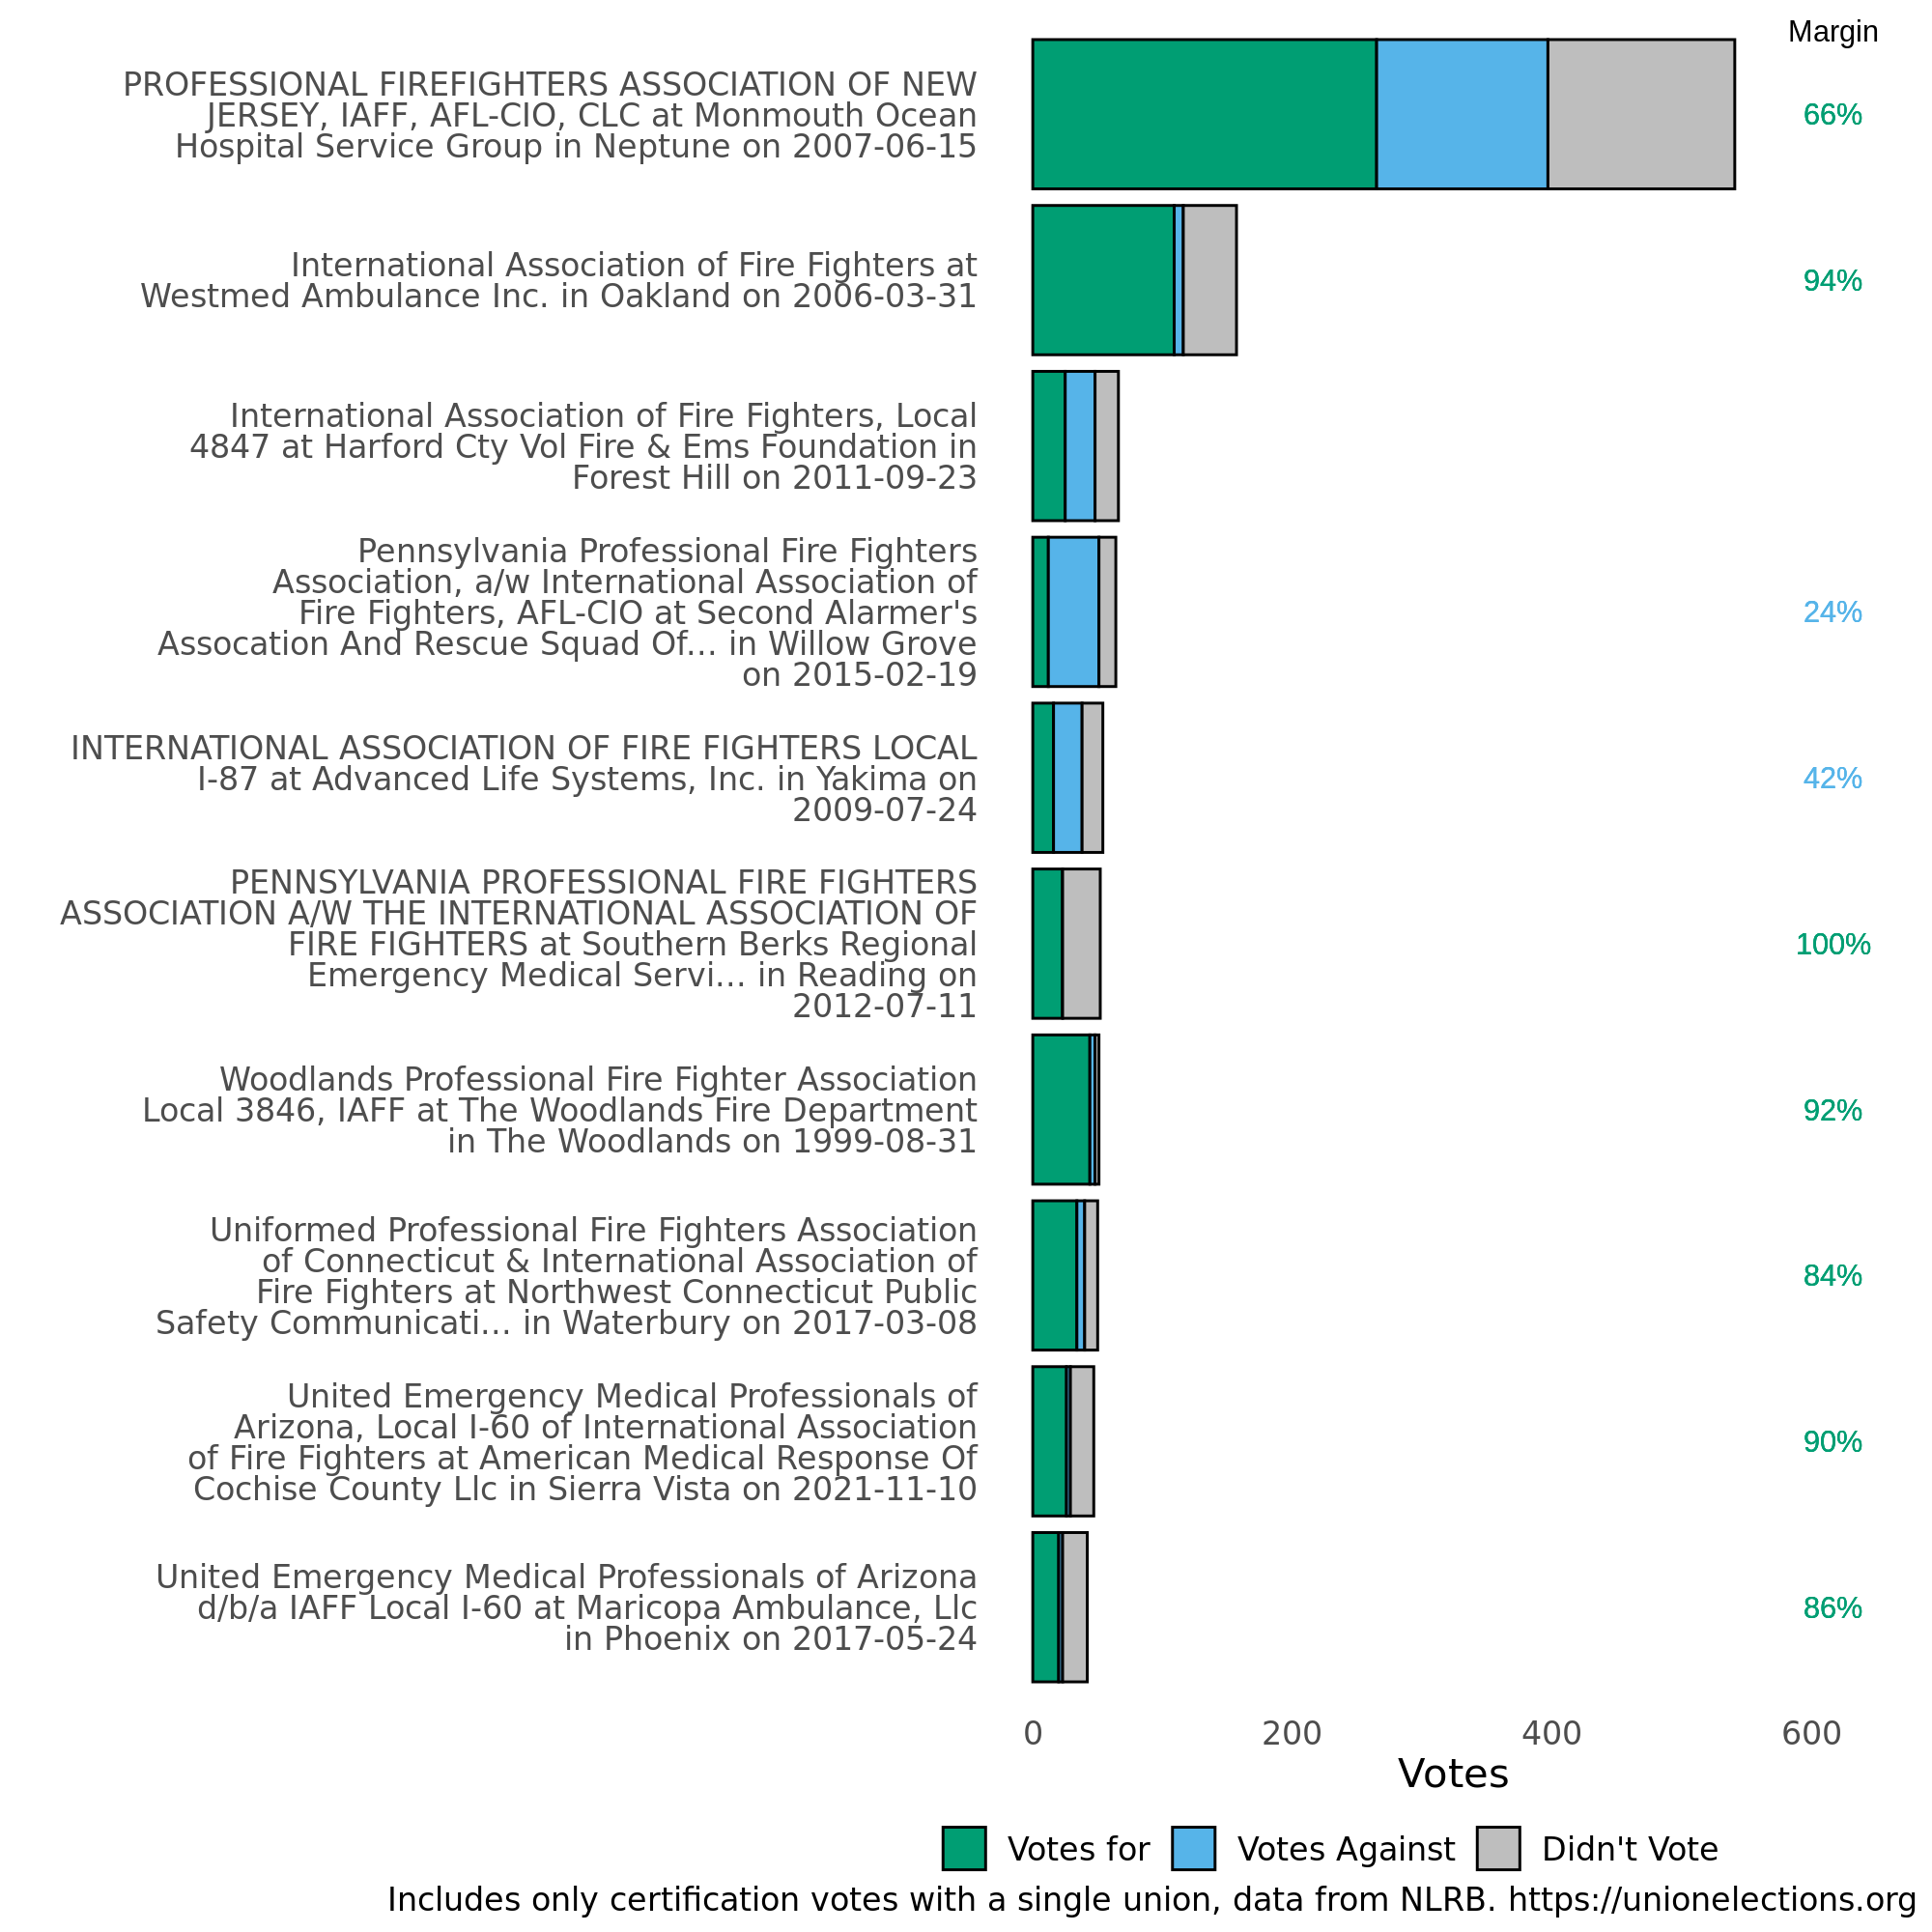 Margin
PROFESSIONAL FIREFIGHTERS ASSOCIATION OF NEW
JERSEY, IAFF, AFL-CIO, CLC at Monmouth Ocean
Hospital Service Group in Neptune on 2007-06-15
66%
International Association of Fire Fighters at
Westmed Ambulance Inc. in Oakland on 2006-03-31
94%
International Association of Fire Fighters, Local
4847 at Harford Cty Vol Fire & Ems Foundation in
Forest Hill on 2011-09-23
Pennsylvania Professional Fire Fighters
Association, a/w International Association of
Fire Fighters, AFL-CIO at Second Alarmer's
Assocation And Rescue Squad Of... in Willow Grove
on 2015-02-19
24%
INTERNATIONAL ASSOCIATION OF FIRE FIGHTERS LOCAL
I-87 at Advanced Life Systems, Inc. in Yakima on
2009-07-24
42%
PENNSYLVANIA PROFESSIONAL FIRE FIGHTERS
ASSOCIATION A/W THE INTERNATIONAL ASSOCIATION OF
FIRE FIGHTERS at Southern Berks Regional
Emergency Medical Servi... in Reading on
2012-07-11
100%
Woodlands Professional Fire Fighter Association
Local 3846, IAFF at The Woodlands Fire Department
in The Woodlands on 1999-08-31
92%
Uniformed Professional Fire Fighters Association
of Connecticut & International Association of
Fire Fighters at Northwest Connecticut Public
Safety Communicati... in Waterbury on 2017-03-08
84%
United Emergency Medical Professionals of
Arizona, Local I-60 of International Association
of Fire Fighters at American Medical Response Of
Cochise County Llc in Sierra Vista on 2021-11-10
90%
United Emergency Medical Professionals of Arizona
d/b/a IAFF Local I-60 at Maricopa Ambulance, Llc
in Phoenix on 2017-05-24
86%
0 200 400 600
Votes
Votes for Votes Against Didn't Vote
Includes only certification votes with a single union, data from NLRB. https://unionelections.org